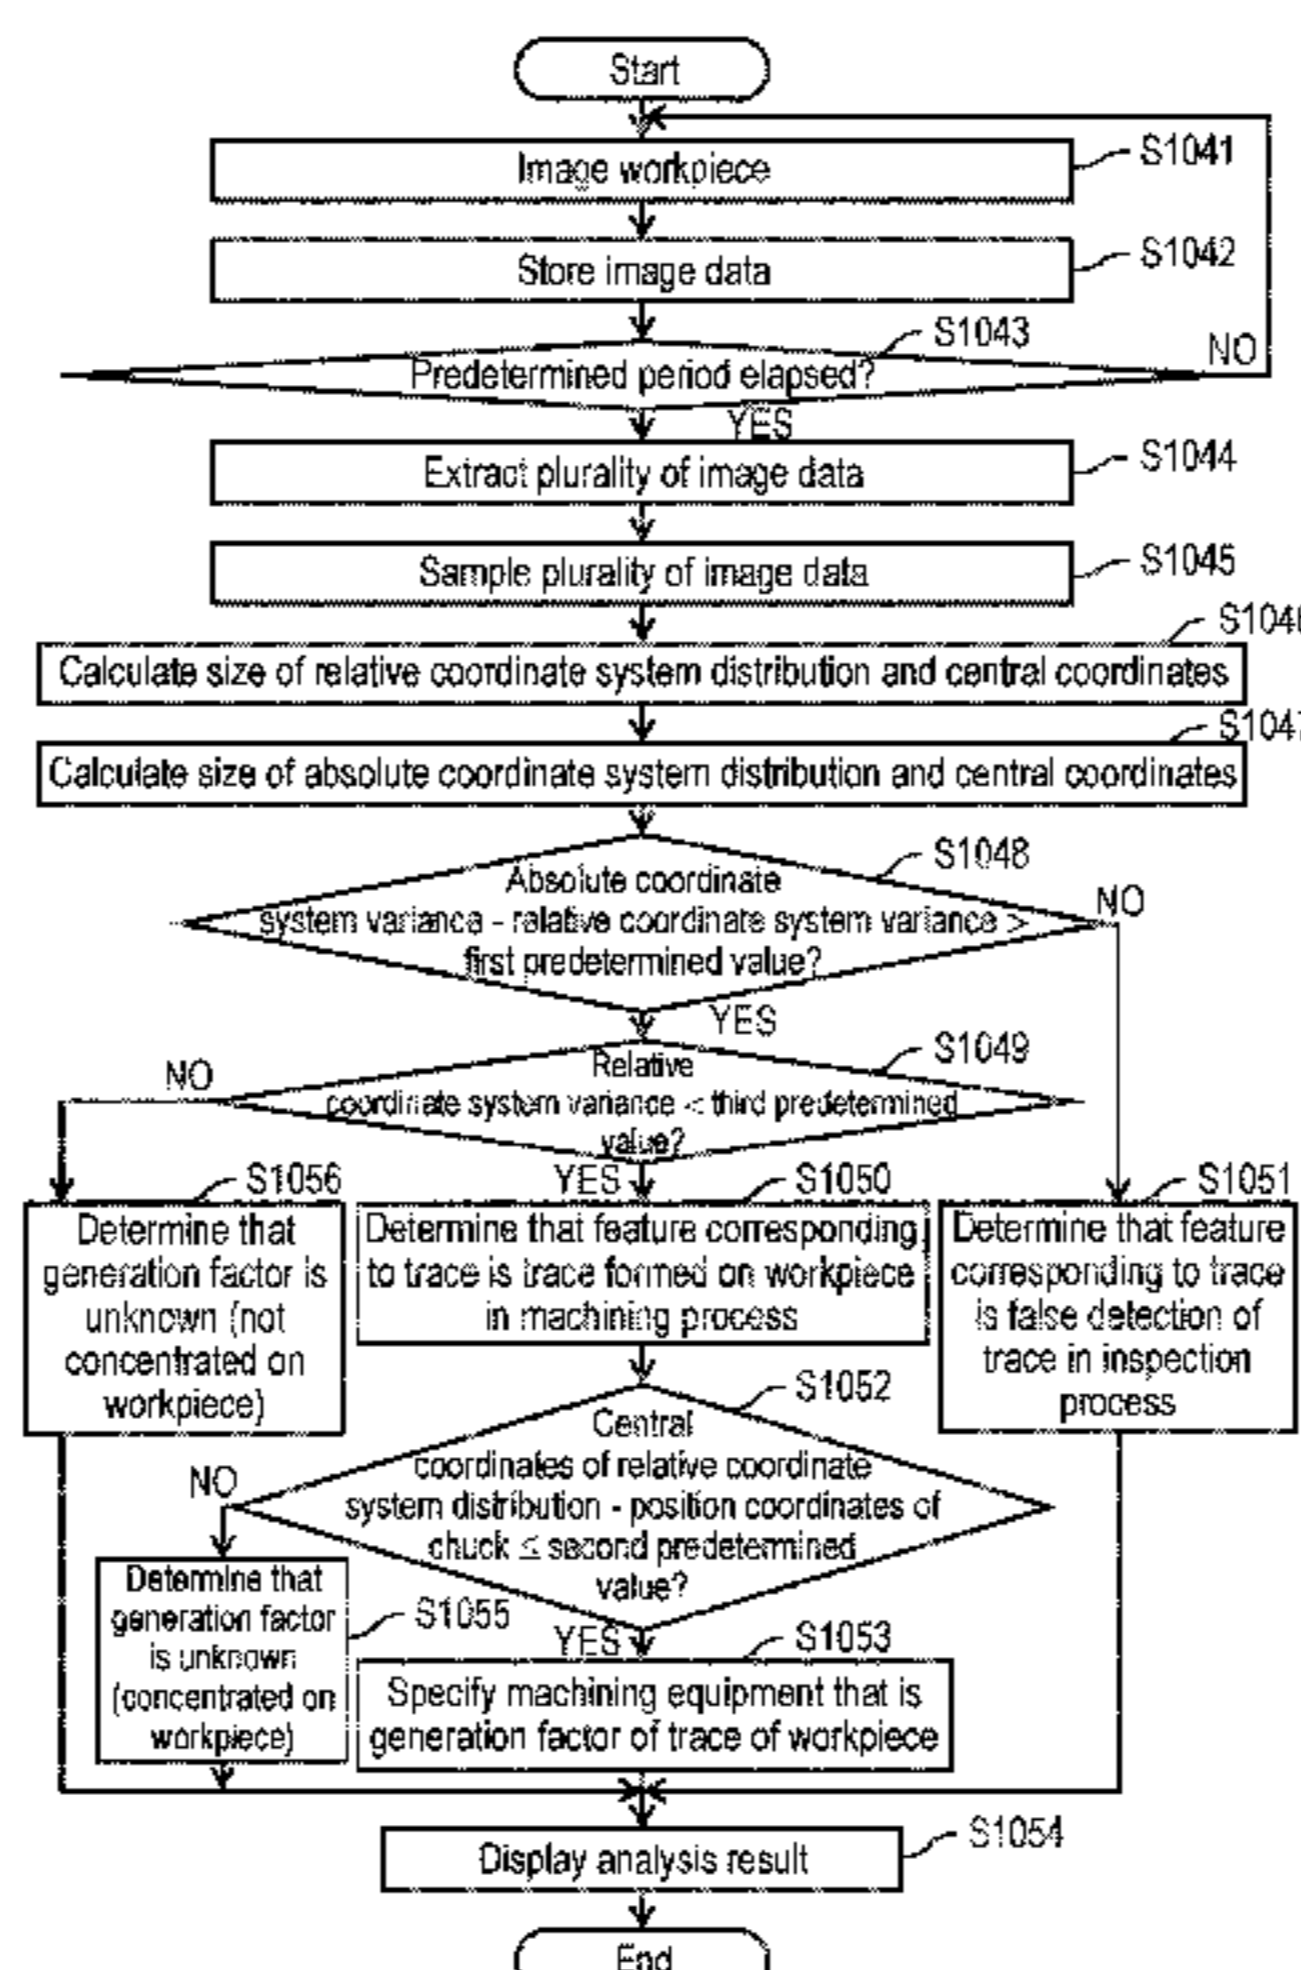 Start
Image workpiece
S1041
Store image data
S1042
S1043
Predetermined period elapsed?
NO
YES
Extract plurality of image data
S1044
Sample plurality of image data
S1045
Calculate size of relative coordinate system distribution and central coordinates
Calculate size of absolute coordinate system distribution and central coordinates
S1048
Absolute coordinate
system variance - relative coordinate system variance >
first predetermined value?
NO
YES
S1049
Relative
coordinate system variance < third predetermined
value?
NO
YES
S1056
Determine that
generation factor is
unknown (not
concentrated on
workpiece)
S1050
Determine that feature corresponding
to trace is trace formed on workpiece
in machining process
S1051
Determine that feature
corresponding to trace
is false detection of
trace in inspection
process
S1052
Central
coordinates of relative coordinate
system distribution - position coordinates of
chuck ≤ second predetermined
value?
NO
YES
Determine that
generation factor
is unknown
(concentrated on
workpiece)
S1055
S1053
Specify machining equipment that is
generation factor of trace of workpiece
Display analysis result
S1054
End